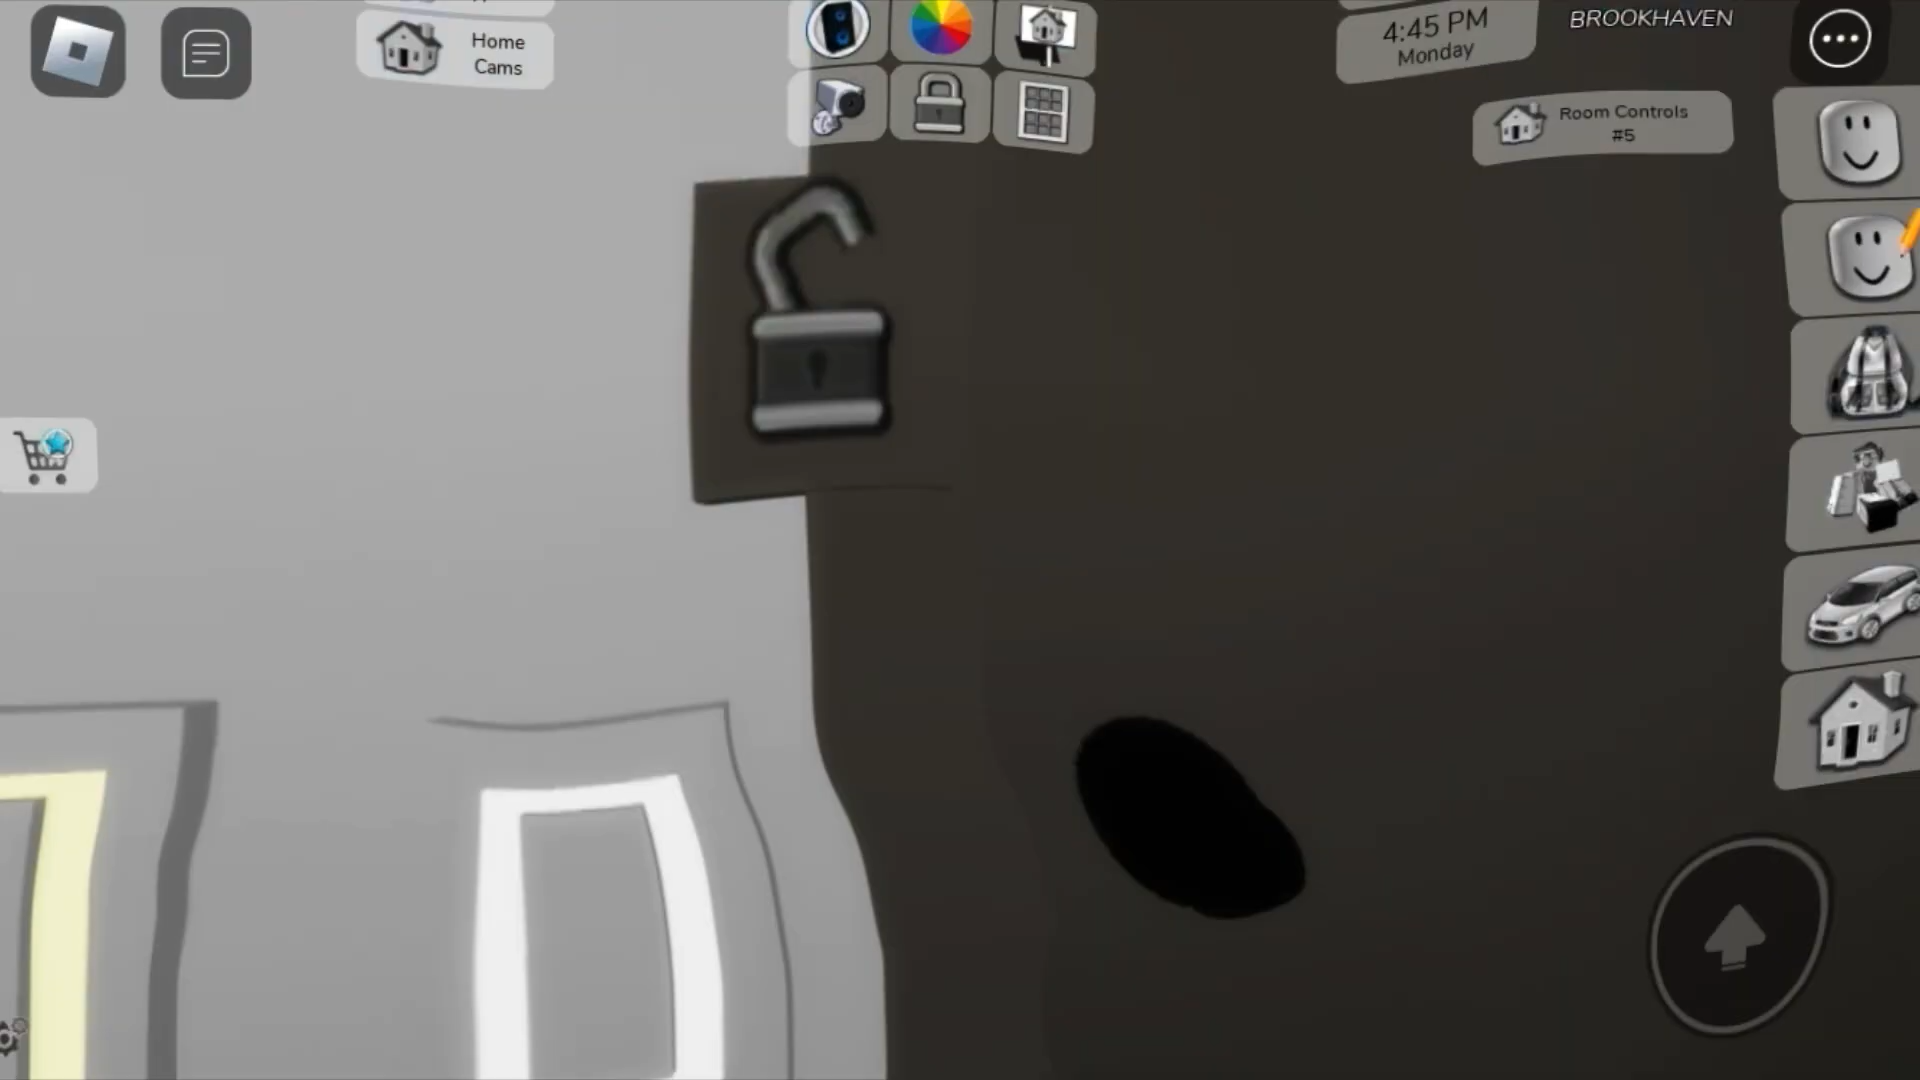 Home
Cams
4:45 PM
Monday
BROOKHAVEN
Room Controls
#5